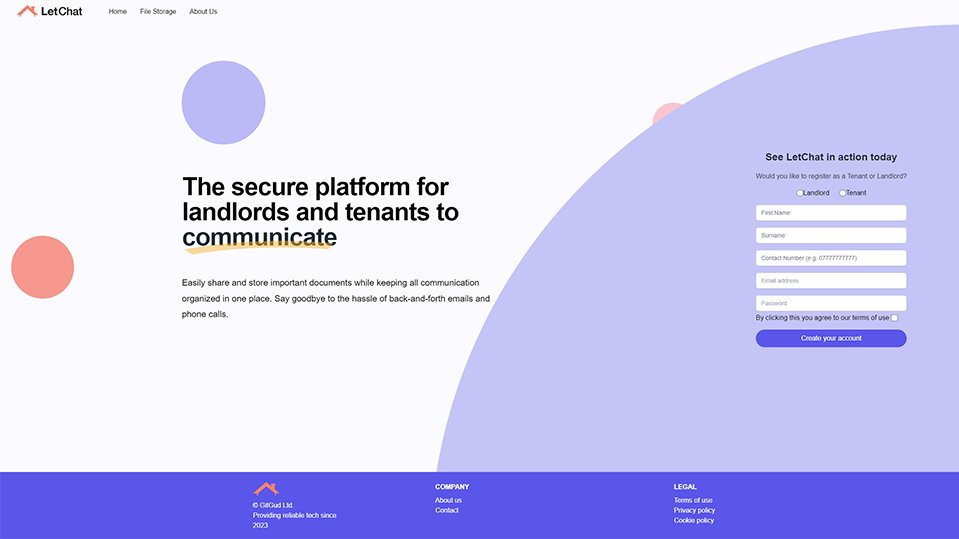 LetChat
Home File Storage About Us
The secure platform for
landlords and tenants to
communicate
Easily share and store important documents while keeping all communication
organized in one place. Say goodbye to the hassle of back-and-forth emails and
phone calls.
See LetChat in action today
Would you like to register as a Tenant or Landlord?
Landlord Tenant
First Name
Surname
Contact Number (e.g. 07777777777)
Email address
Password
By clicking this you agree to our terms of use
Create your account
© GitGud Ltd.
Providing reliable tech since
2023
COMPANY
About us
Contact
LEGAL
Terms of use
Privacy policy
Cookie policy